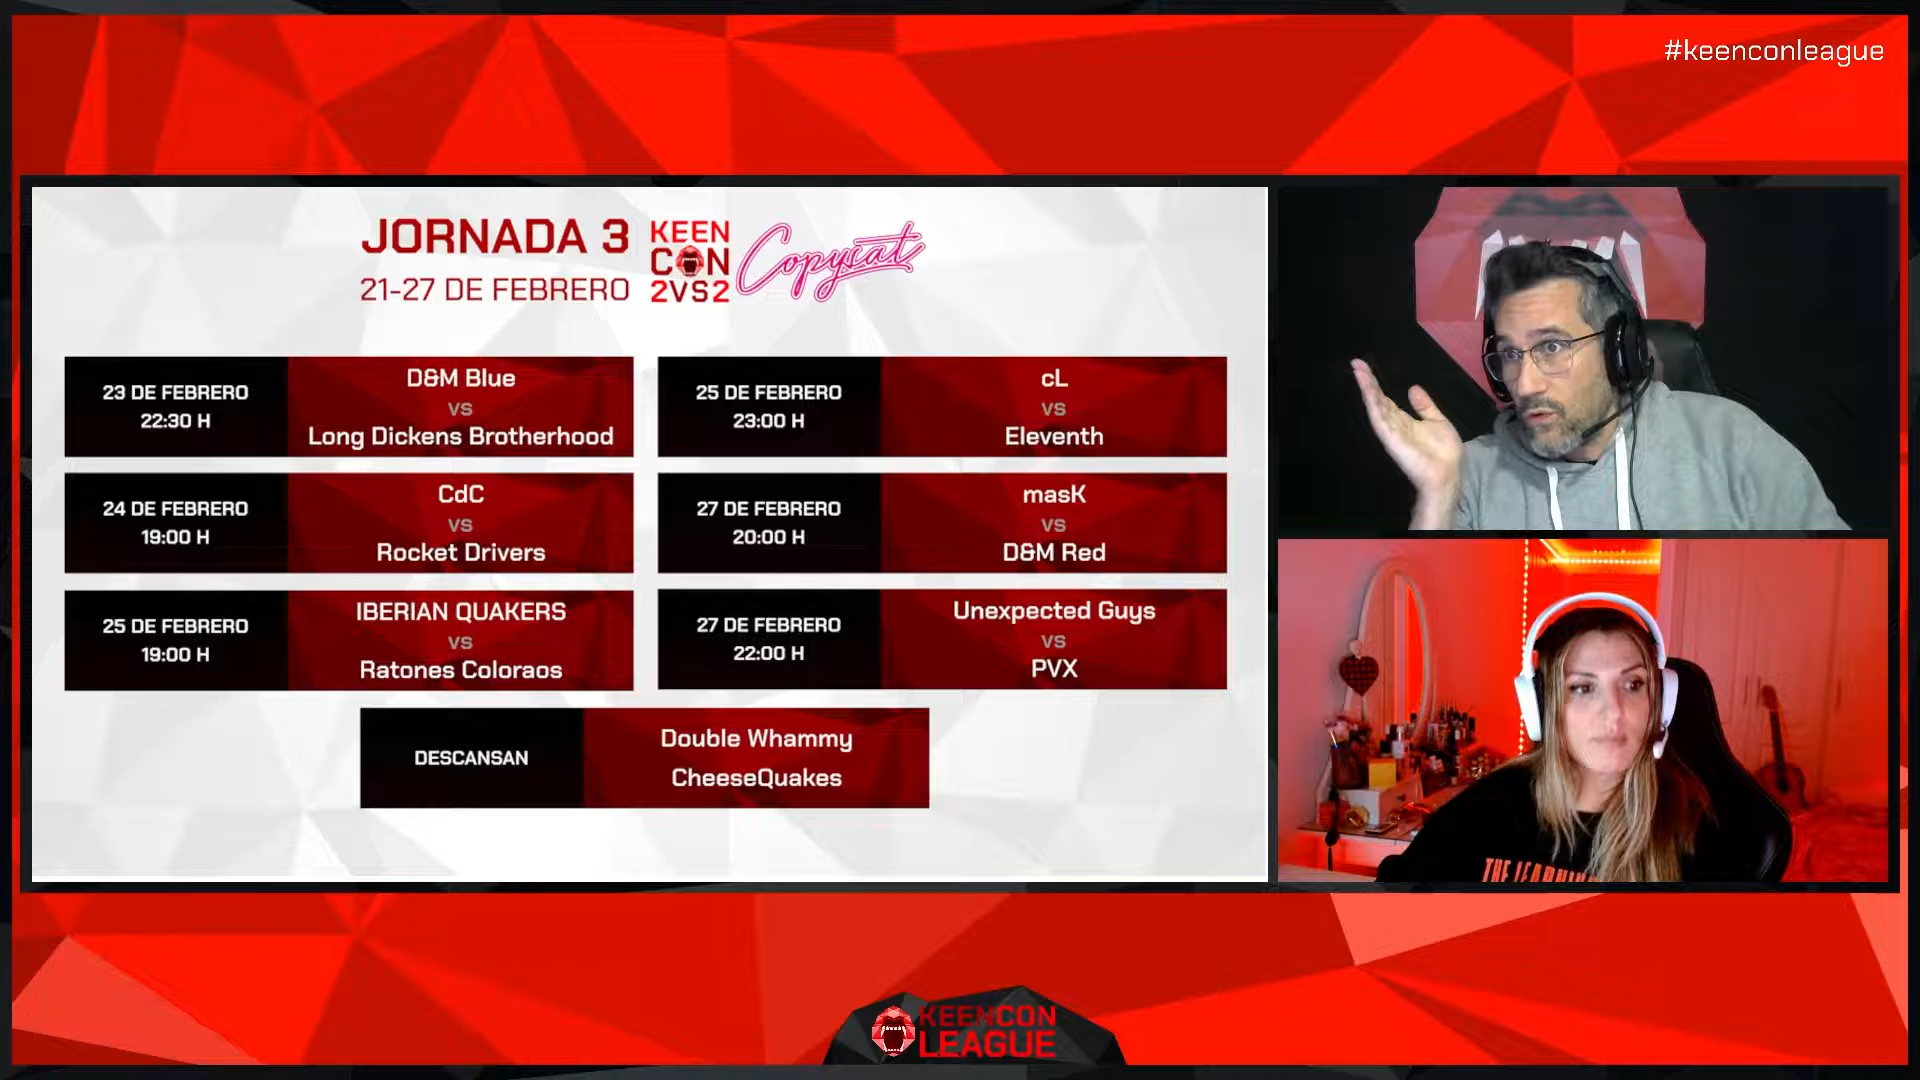 #keenconleague
JORNADA 3
21-27 DE FEBRERO
KEEN
CON
2VS2
Copycat
23 DE FEBRERO
22:30 H
D&M Blue
VS
Long Dickens Brotherhood
25 DE FEBRERO
23:00 H
cL
VS
Eleventh
24 DE FEBRERO
19:00 H
CdC
VS
Rocket Drivers
27 DE FEBRERO
20:00 H
masK
VS
D&M Red
25 DE FEBRERO
19:00 H
IBERIAN QUAKERS
VS
Ratones Coloraos
27 DE FEBRERO
22:00 H
Unexpected Guys
VS
PVX
DESCANSAN
Double Whammy
CheeseQuakes
THE
KEENCON
LEAGUE